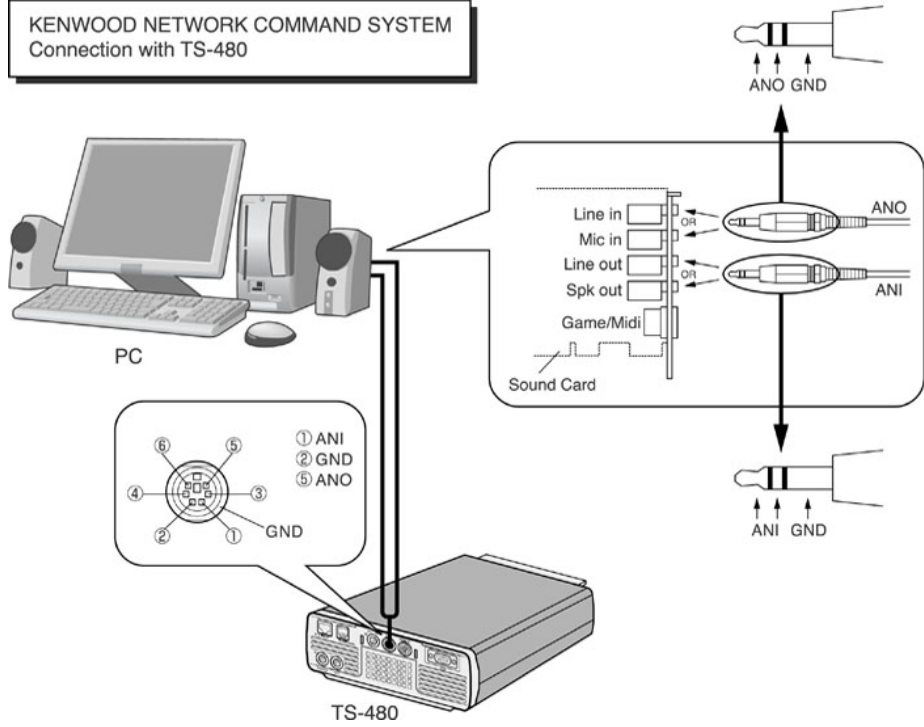 KENWOOD NETWORK COMMAND SYSTEM
Connection with TS-480
ANO GND
Line in
OR
Mic in
Line out
OR
Spk out
Game/Midi
Sound Card
ANO
ANI
PC
① ANI
② GND
⑤ ANO
⑥
⑤
④
③
②
①
GND
ANI GND
TS-480